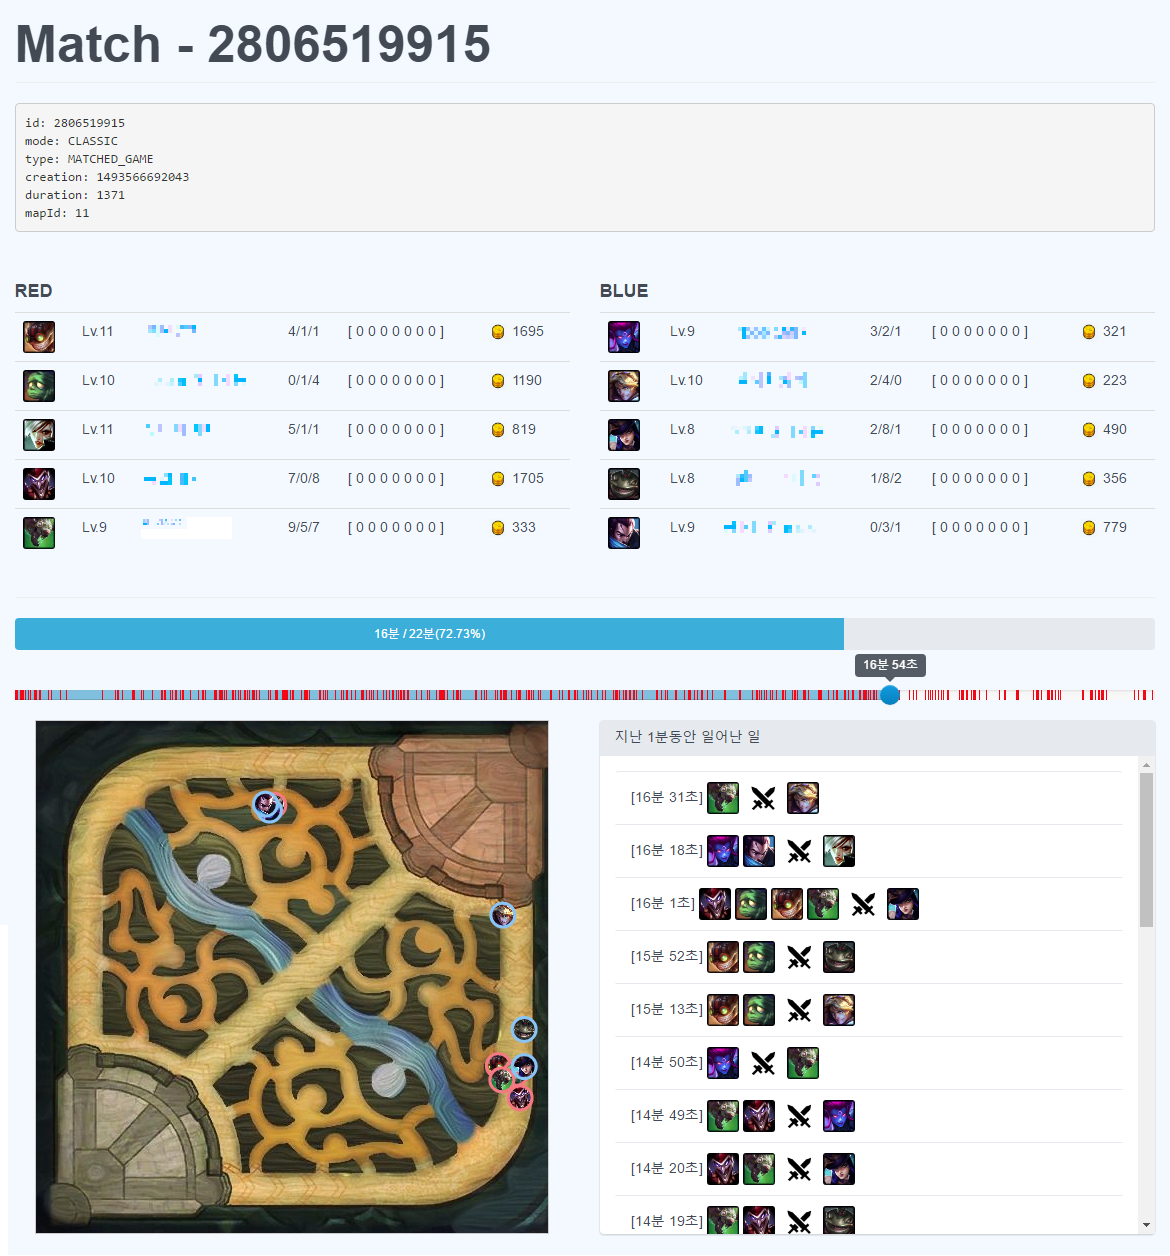 Match - 2806519915
id: 2806519915
mode: CLASSIC
type: MATCHED_GAME
creation: 1493566692043
duration: 1371
mapId: 11
RED
Lv.11 4/1/1 [ 0 0 0 0 0 0 0 ] 1695
Lv.10 0/1/4 [ 0 0 0 0 0 0 0 ] 1190
Lv.11 5/1/1 [ 0 0 0 0 0 0 0 ] 819
Lv.10 7/0/8 [ 0 0 0 0 0 0 0 ] 1705
Lv.9 9/5/7 [ 0 0 0 0 0 0 0 ] 333
BLUE
Lv.9 3/2/1 [ 0 0 0 0 0 0 0 ] 321
Lv.10 2/4/0 [ 0 0 0 0 0 0 0 ] 223
Lv.8 2/8/1 [ 0 0 0 0 0 0 0 ] 490
Lv.8 1/8/2 [ 0 0 0 0 0 0 0 ] 356
Lv.9 0/3/1 [ 0 0 0 0 0 0 0 ] 779
16분 / 22분(72.73%)
16분 54초
지난 1분동안 일어난 일
[16분 31초]
[16분 18초]
[16분 1초]
[15분 52초]
[15분 13초]
[14분 50초]
[14분 49초]
[14분 20초]
[14분 19초]